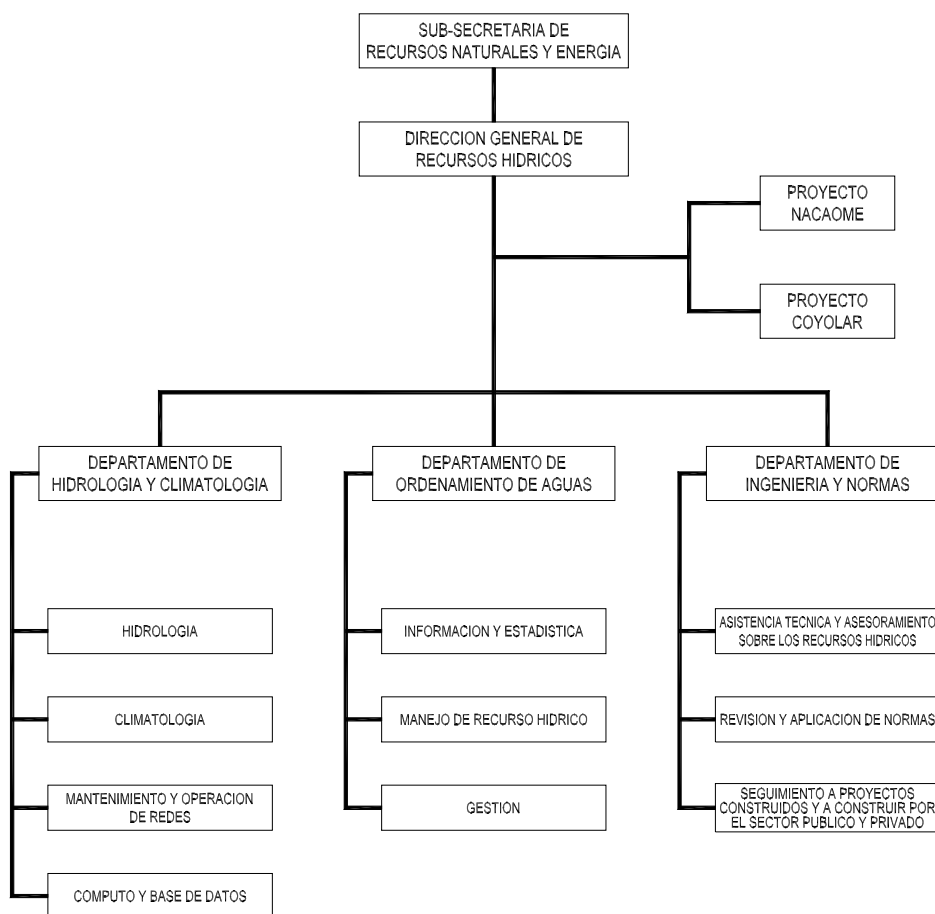 SUB-SECRETARIA DE
RECURSOS NATURALES Y ENERGIA
DIRECCION GENERAL DE
RECURSOS HIDRICOS
PROYECTO
NACAOME
PROYECTO
COYOLAR
DEPARTAMENTO DE
HIDROLOGIA Y CLIMATOLOGIA
HIDROLOGIA
CLIMATOLOGIA
MANTENIMIENTO Y OPERACION
DE REDES
COMPUTO Y BASE DE DATOS
DEPARTAMENTO DE
ORDENAMIENTO DE AGUAS
INFORMACION Y ESTADISTICA
MANEJO DE RECURSO HIDRICO
GESTION
DEPARTAMENTO DE
INGENIERIA Y NORMAS
ASISTENCIA TECNICA Y ASESORAMIENTO
SOBRE LOS RECURSOS HIDRICOS
REVISION Y APLICACION DE NORMAS
SEGUIMIENTO A PROYECTOS
CONSTRUIDOS Y A CONSTRUIR POR
EL SECTOR PUBLICO Y PRIVADO